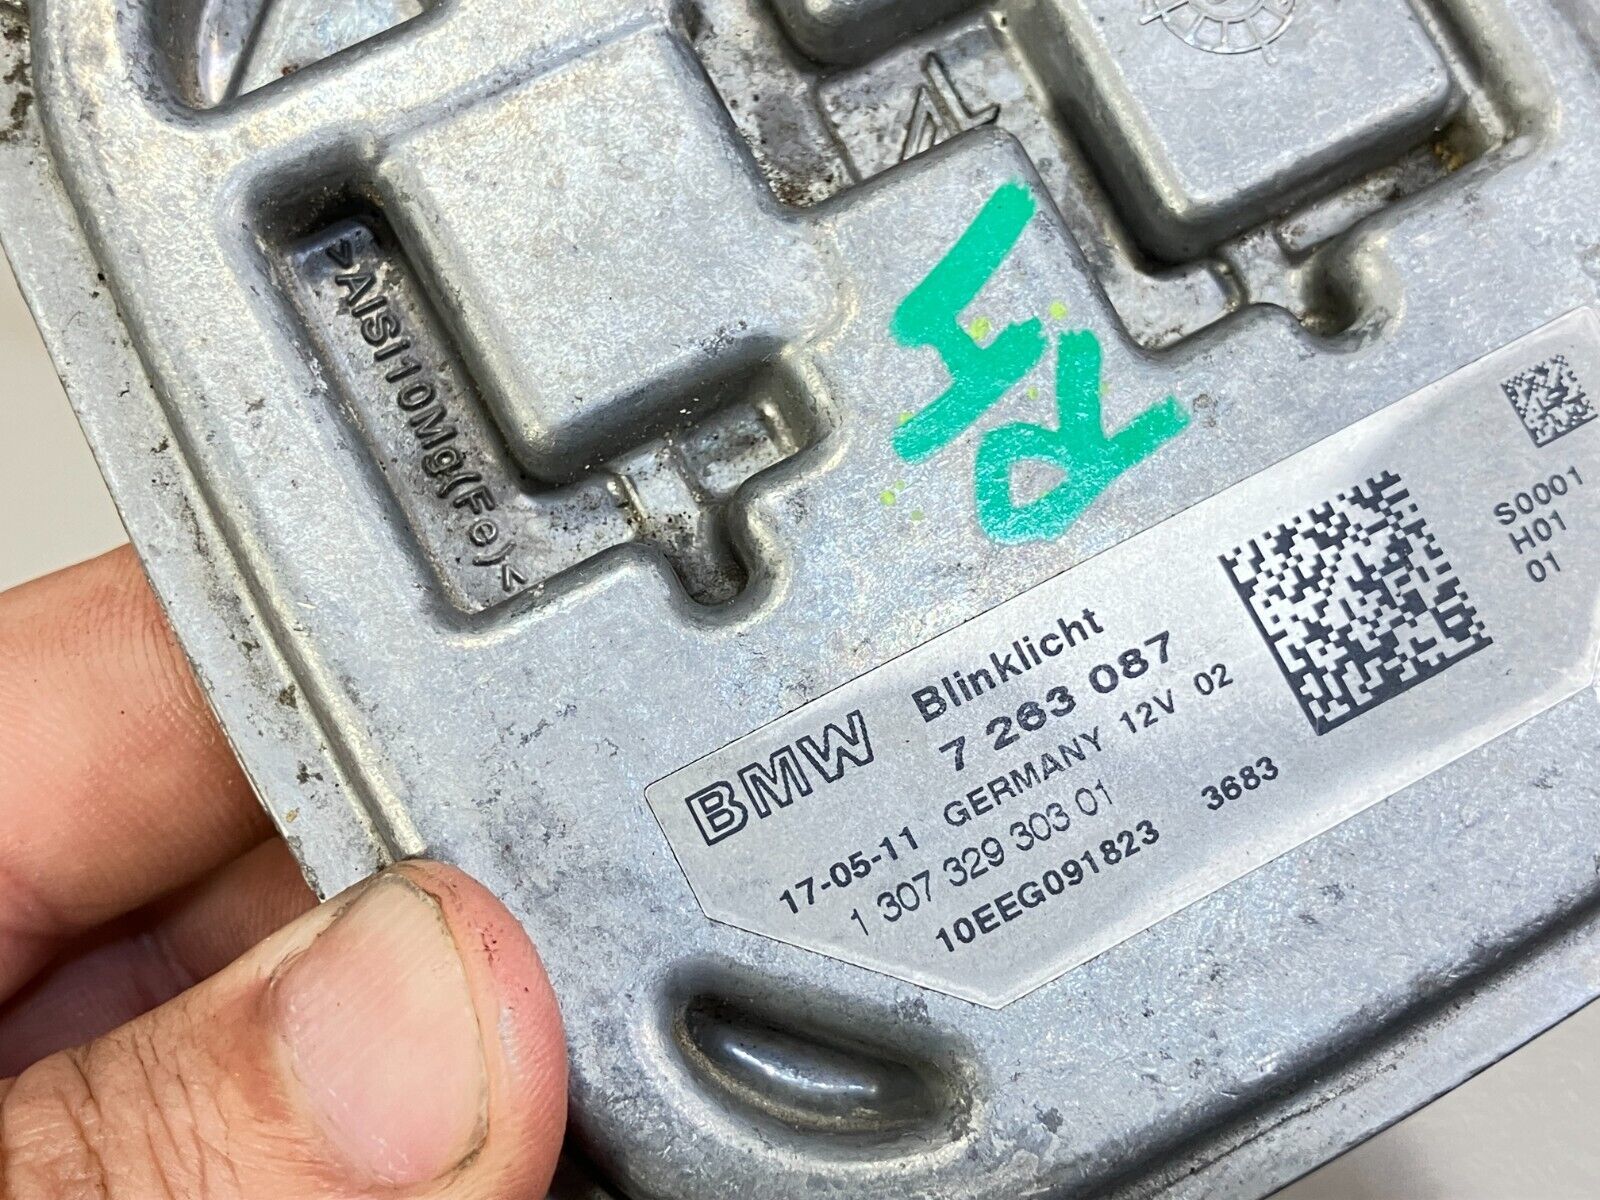 >AlSi10Mg(Fe)<
BMW
Blinklicht
7 263 087
17-05-11 GERMANY 12V 02
1 307 329 303 01
10EEG091823 3683
S0001
H01
01